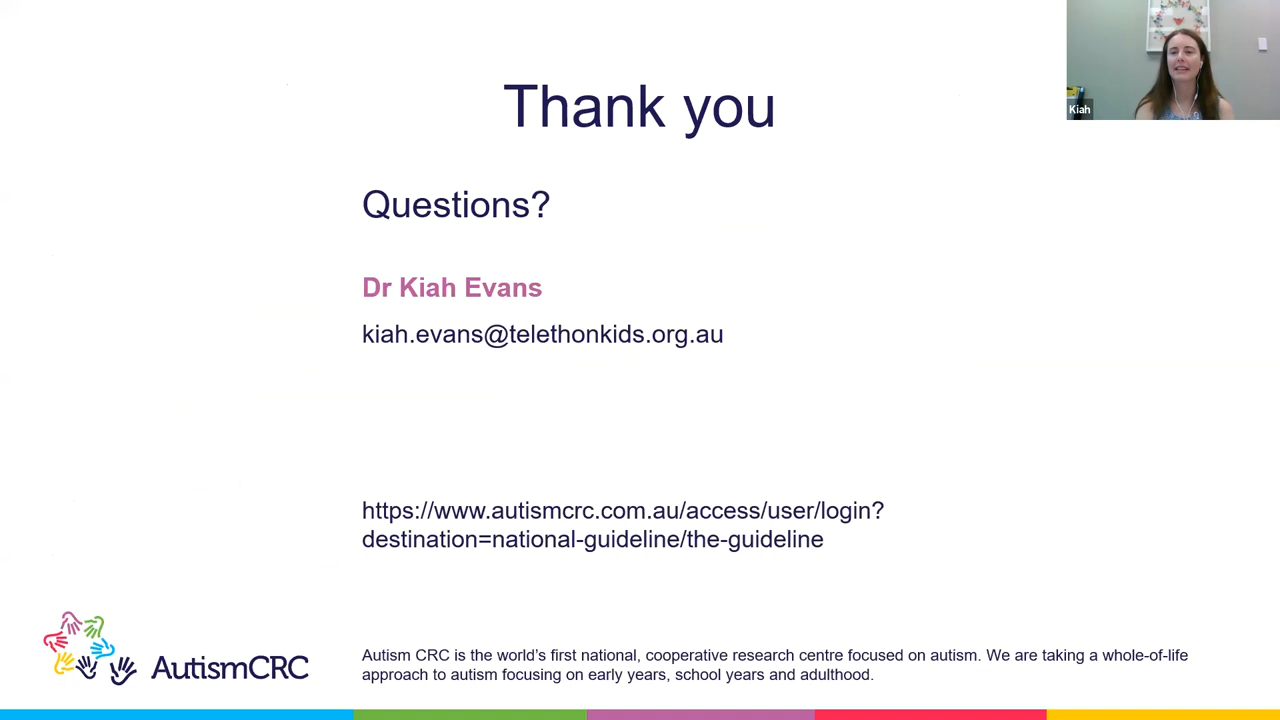 Thank you
Kiah
Questions?
Dr Kiah Evans
kiah.evans@telethonkids.org.au
https://www.autismcrc.com.au/access/user/login?
destination=national-guideline/the-guideline
AutismCRC
Autism CRC is the world’s first national, cooperative research centre focused on autism. We are taking a whole-of-life
approach to autism focusing on early years, school years and adulthood.